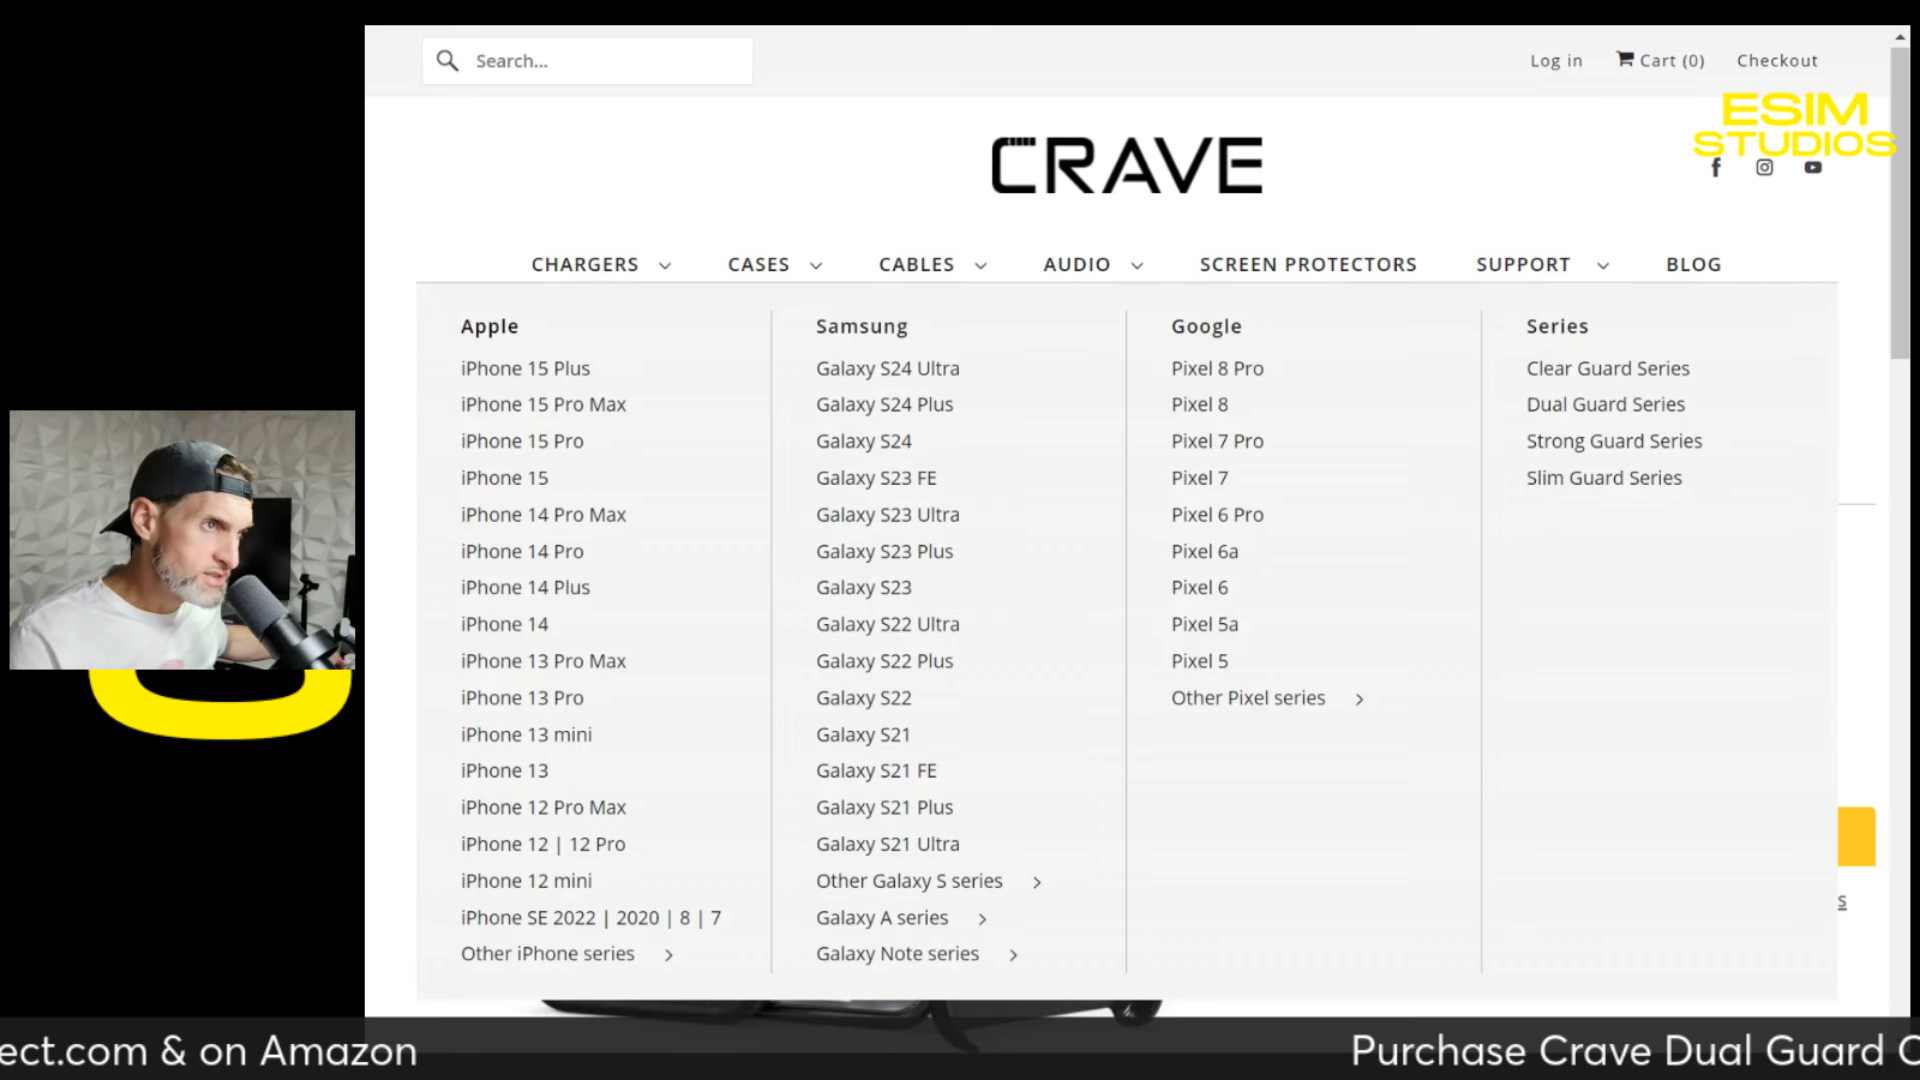 Search...
Log in
Cart (0)
Checkout
ESIM
STUDIOS
CRAVE
CHARGERS
CASES
CABLES
AUDIO
SCREEN PROTECTORS
SUPPORT
BLOG
Apple
iPhone 15 Plus
iPhone 15 Pro Max
iPhone 15 Pro
iPhone 15
iPhone 14 Pro Max
iPhone 14 Pro
iPhone 14 Plus
iPhone 14
iPhone 13 Pro Max
iPhone 13 Pro
iPhone 13 mini
iPhone 13
iPhone 12 Pro Max
iPhone 12 | 12 Pro
iPhone 12 mini
iPhone SE 2022 | 2020 | 8 | 7
Other iPhone series
Samsung
Galaxy S24 Ultra
Galaxy S24 Plus
Galaxy S24
Galaxy S23 FE
Galaxy S23 Ultra
Galaxy S23 Plus
Galaxy S23
Galaxy S22 Ultra
Galaxy S22 Plus
Galaxy S22
Galaxy S21
Galaxy S21 FE
Galaxy S21 Plus
Galaxy S21 Ultra
Other Galaxy S series
Galaxy A series
Galaxy Note series
Google
Pixel 8 Pro
Pixel 8
Pixel 7 Pro
Pixel 7
Pixel 6 Pro
Pixel 6a
Pixel 6
Pixel 5a
Pixel 5
Other Pixel series
Series
Clear Guard Series
Dual Guard Series
Strong Guard Series
Slim Guard Series
s
ect.com & on Amazon
Purchase Crave Dual Guard C